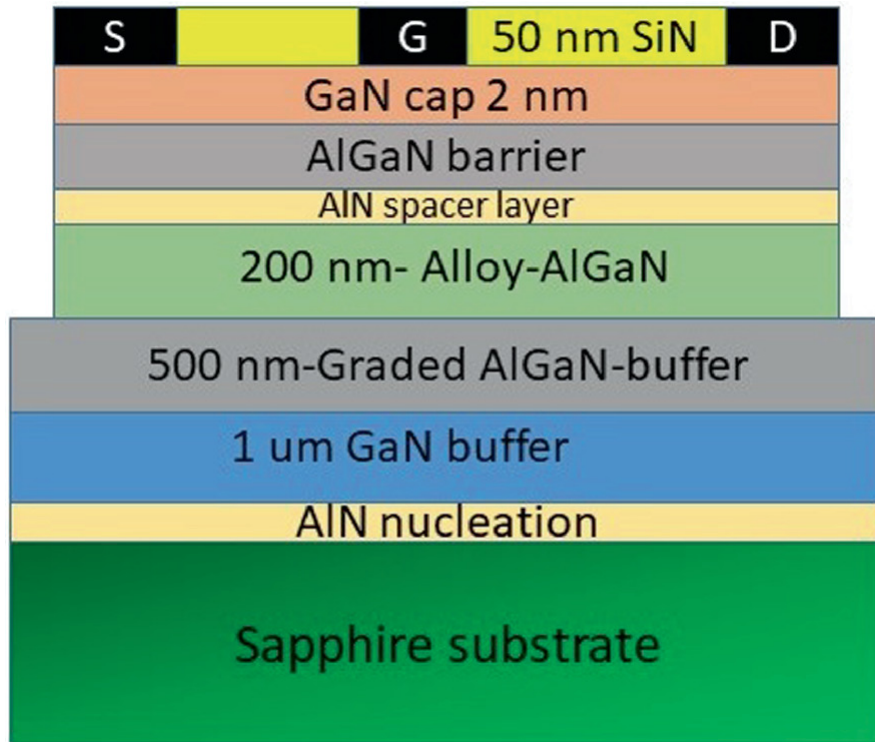 S G 50 nm SiN D
GaN cap 2 nm
AlGaN barrier
AlN spacer layer
200 nm- Alloy-AlGaN
500 nm-Graded AlGaN-buffer
1 um GaN buffer
AlN nucleation
Sapphire substrate